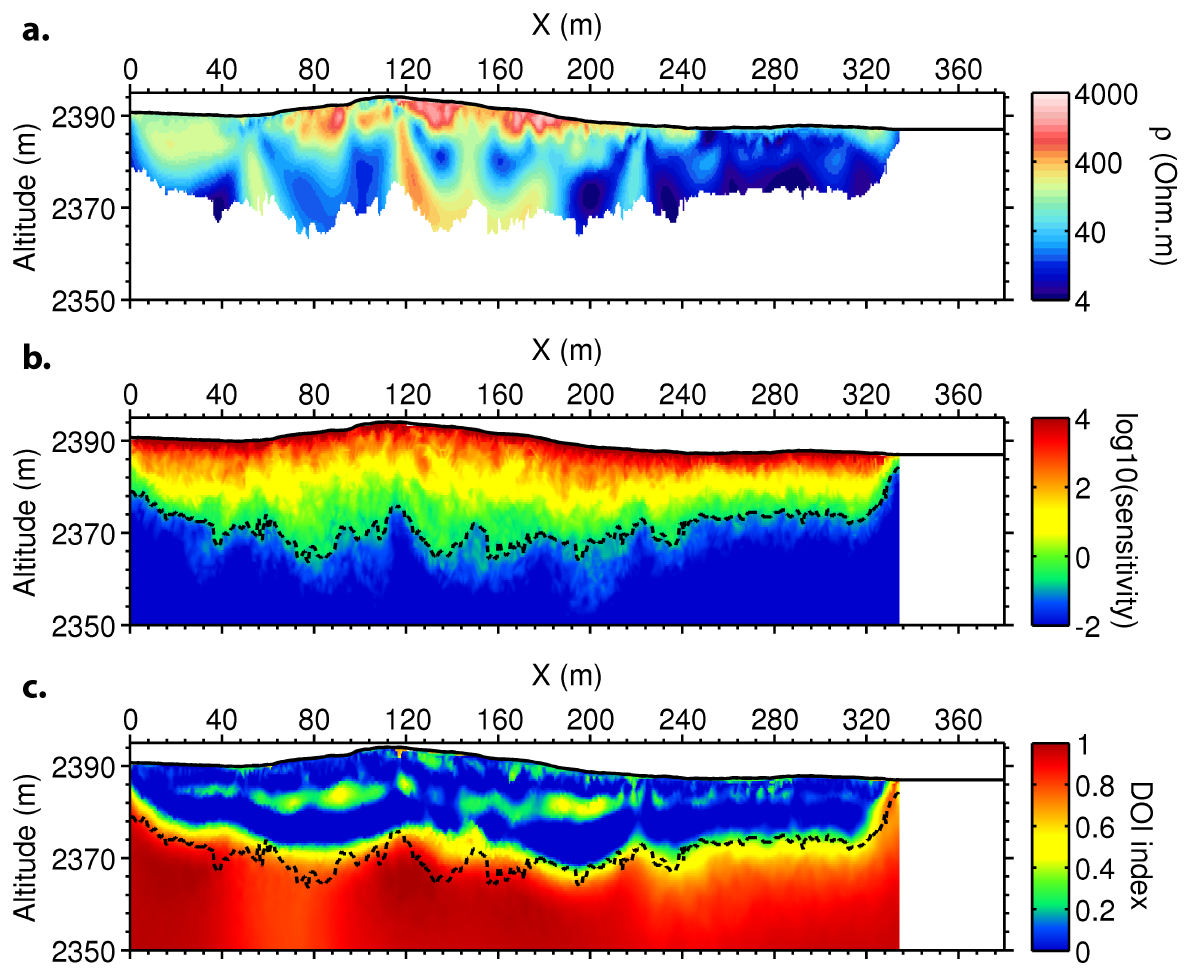 a.
X (m)
0 40 80 120 160 200 240 280 320 360
2390
2370
2350
Altitude (m)
4000
400
40
4
ρ (Ohm.m)
b.
X (m)
0 40 80 120 160 200 240 280 320 360
2390
2370
2350
Altitude (m)
4
2
0
-2
log10(sensitivity)
c.
X (m)
0 40 80 120 160 200 240 280 320 360
2390
2370
2350
Altitude (m)
1
0.8
0.6
0.4
0.2
0
DOI index